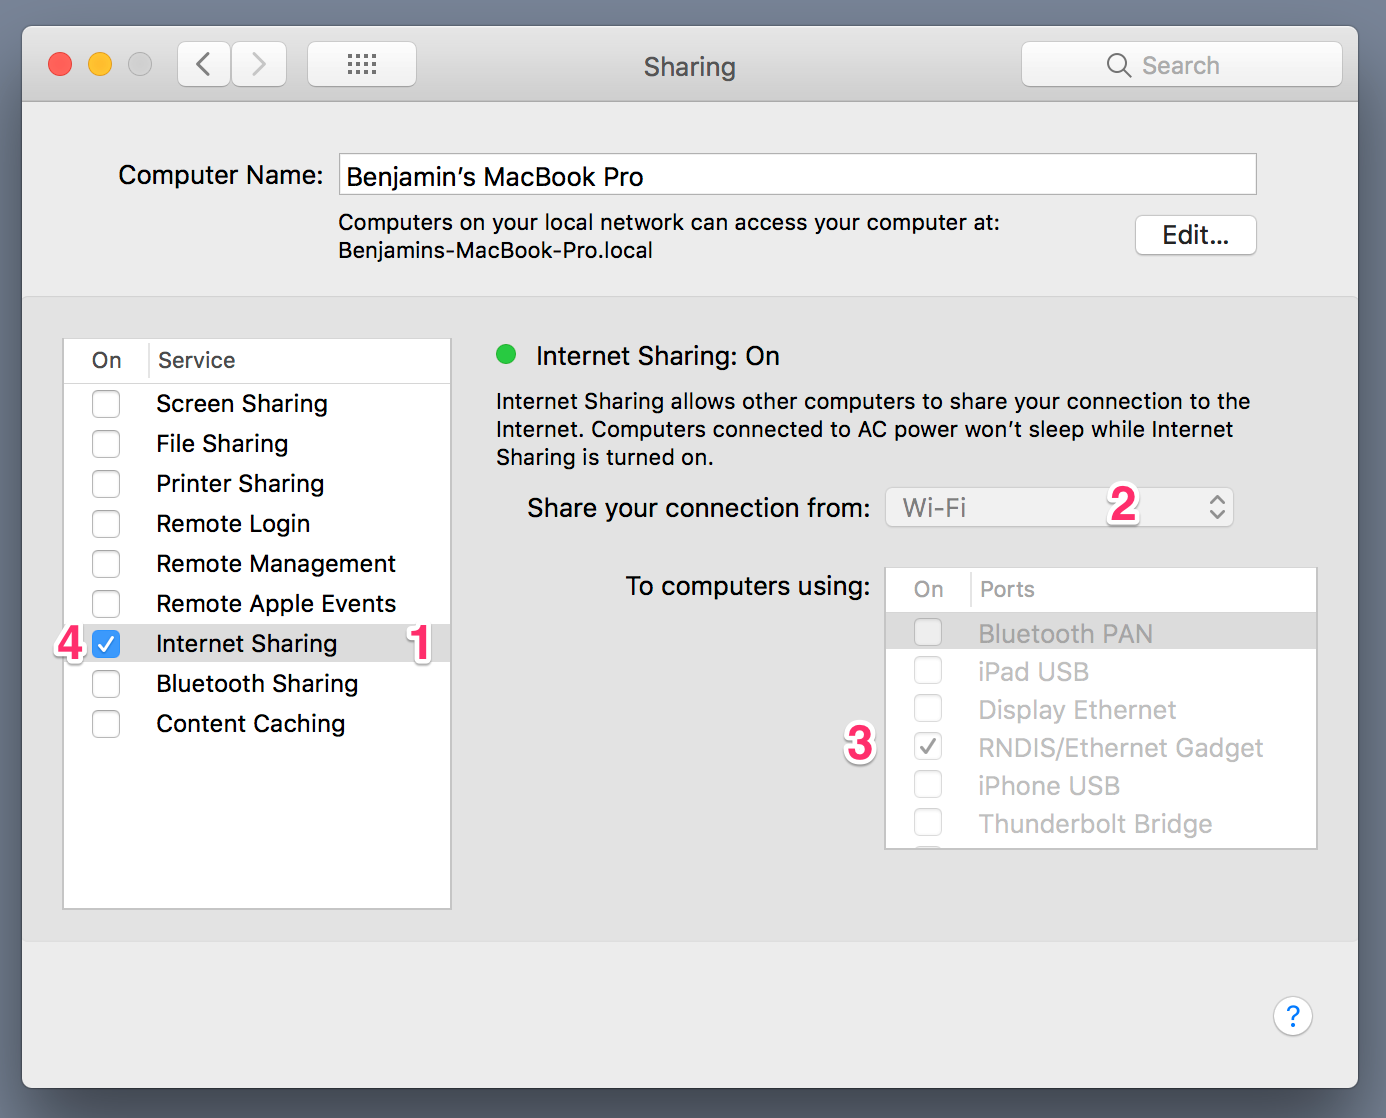 Sharing
Search
Computer Name: Benjamin’s MacBook Pro
Computers on your local network can access your computer at:
Benjamins-MacBook-Pro.local
Edit...
On Service
Screen Sharing
File Sharing
Printer Sharing
Remote Login
Remote Management
Remote Apple Events
4 Internet Sharing 1
Bluetooth Sharing
Content Caching
Internet Sharing: On
Internet Sharing allows other computers to share your connection to the
Internet. Computers connected to AC power won’t sleep while Internet
Sharing is turned on.
Share your connection from: Wi-Fi 2
To computers using:
On Ports
Bluetooth PAN
iPad USB
Display Ethernet
3 RNDIS/Ethernet Gadget
iPhone USB
Thunderbolt Bridge
?